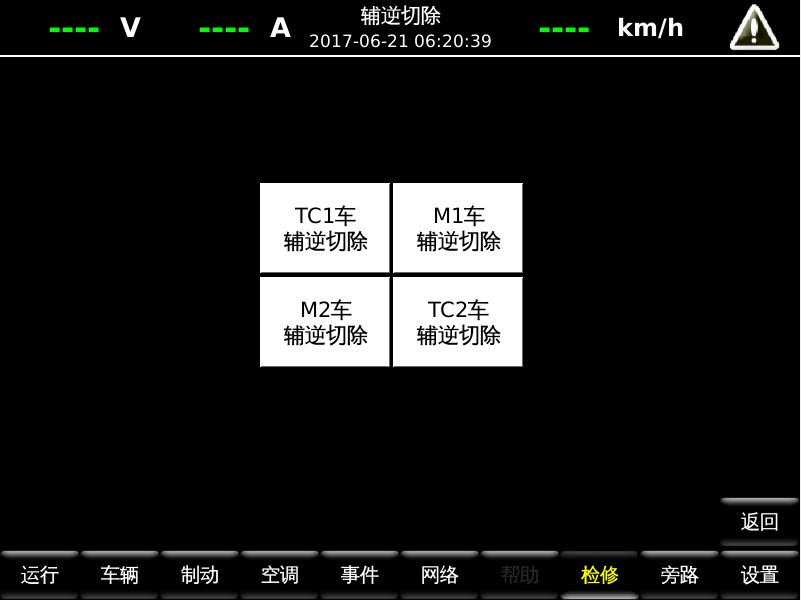 辅逆切除
---- V ---- A 2017-06-21 06:20:39 ---- km/h
TC1车 M1车
辅逆切除 辅逆切除
M2车 TC2车
辅逆切除 辅逆切除
返回
运行 车辆 制动 空调 事件 网络 帮助 检修 旁路 设置